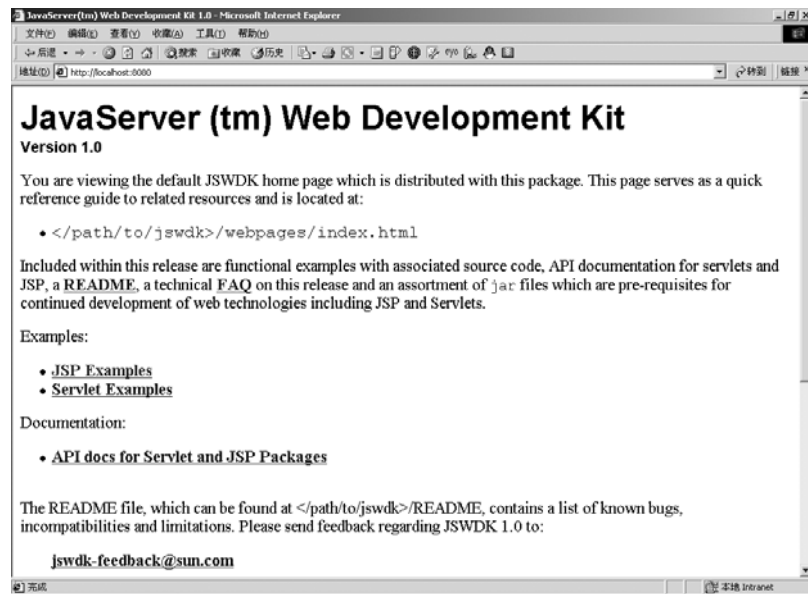 JavaServer(tm) Web Development Kit 1.0 - Microsoft Internet Explorer
文件(F) 查看(V) 收藏(A) 工具(T) 帮助(H)
后退 搜索 收藏 历史
地址(D) http://localhost:8080 转到 链接
JavaServer (tm) Web Development Kit
Version 1.0
You are viewing the default JSWDK home page which is distributed with this package. This page serves as a quick
reference guide to related resources and is located at:
• </path/to/jswdk>/webpages/index.html
Included within this release are functional examples with associated source code, API documentation for servlets and
JSP, a README, a technical FAQ on this release and an assortment of jar files which are pre-requisites for
continued development of web technologies including JSP and Servlets.
Examples:
• JSP Examples
• Servlet Examples
Documentation:
• API docs for Servlet and JSP Packages
The README file, which can be found at </path/to/jswdk>/README, contains a list of known bugs,
incompatibilities and limitations. Please send feedback regarding JSWDK 1.0 to:
jswdk-feedback@sun.com
完成 本地 Intranet